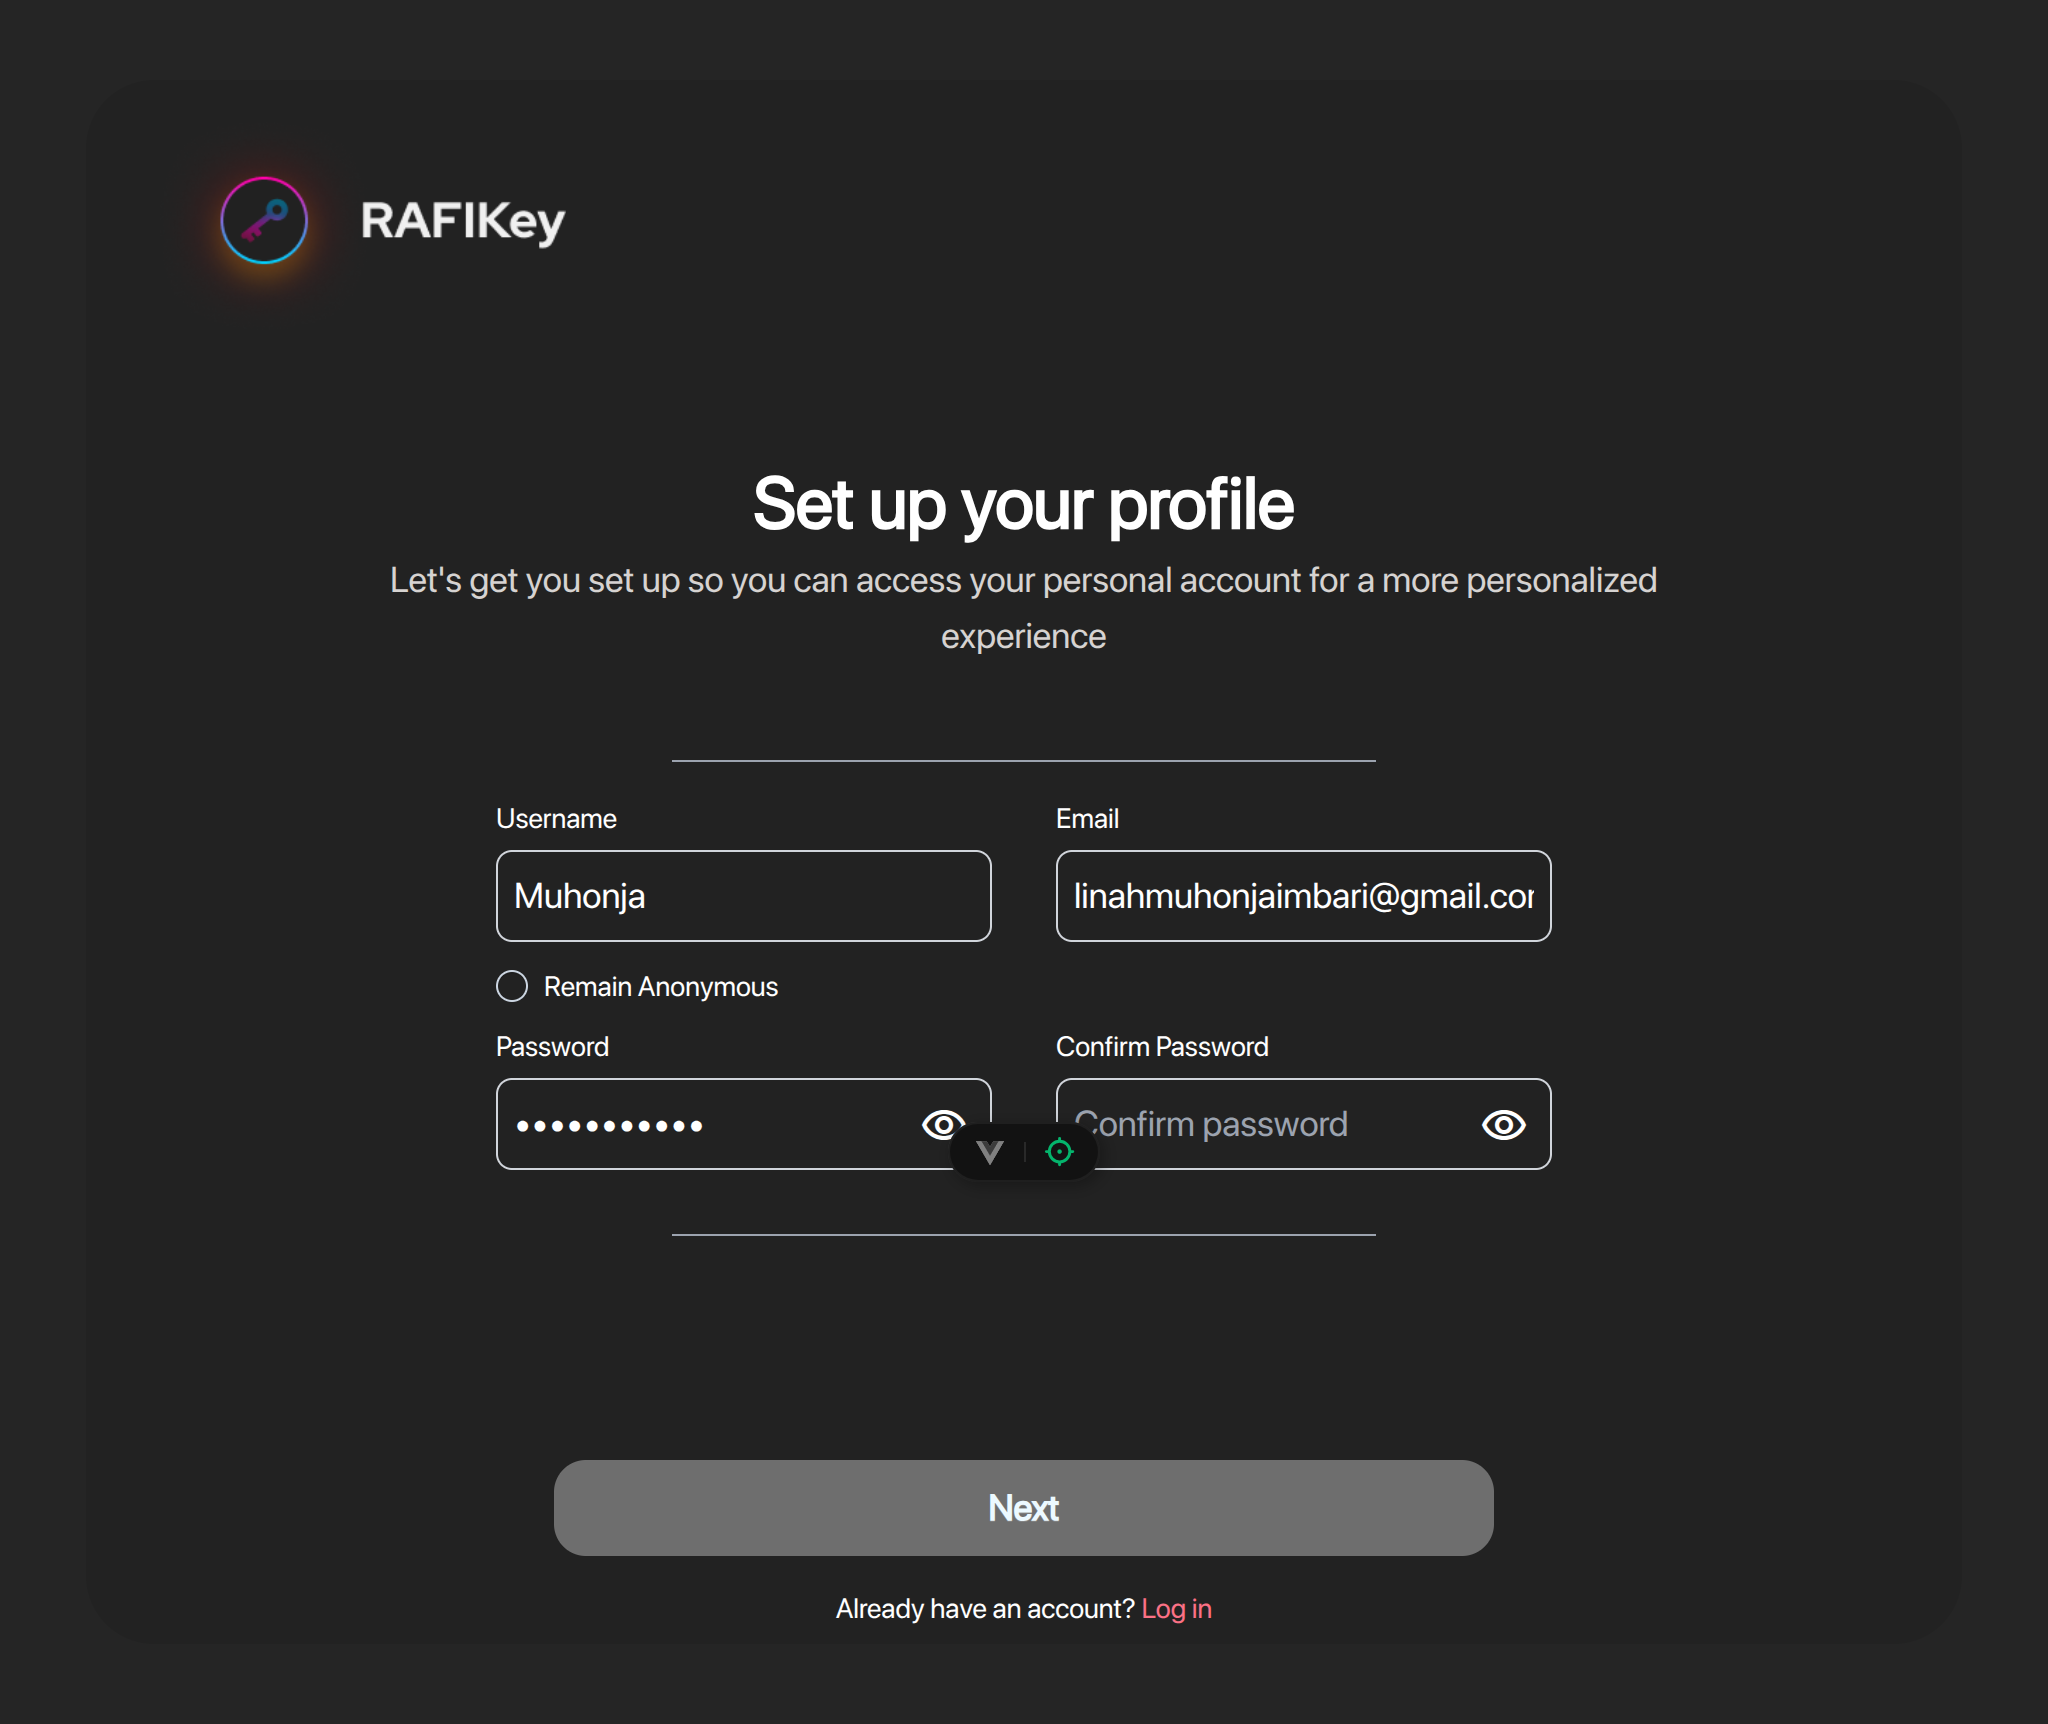 RAFIKey
Set up your profile
Let's get you set up so you can access your personal account for a more personalized
experience
Username
Email
Muhonja
linahmuhonjaimbari@gmail.com
Remain Anonymous
Password
Confirm Password
•••••••••••
Confirm password
Next
Already have an account? Log in